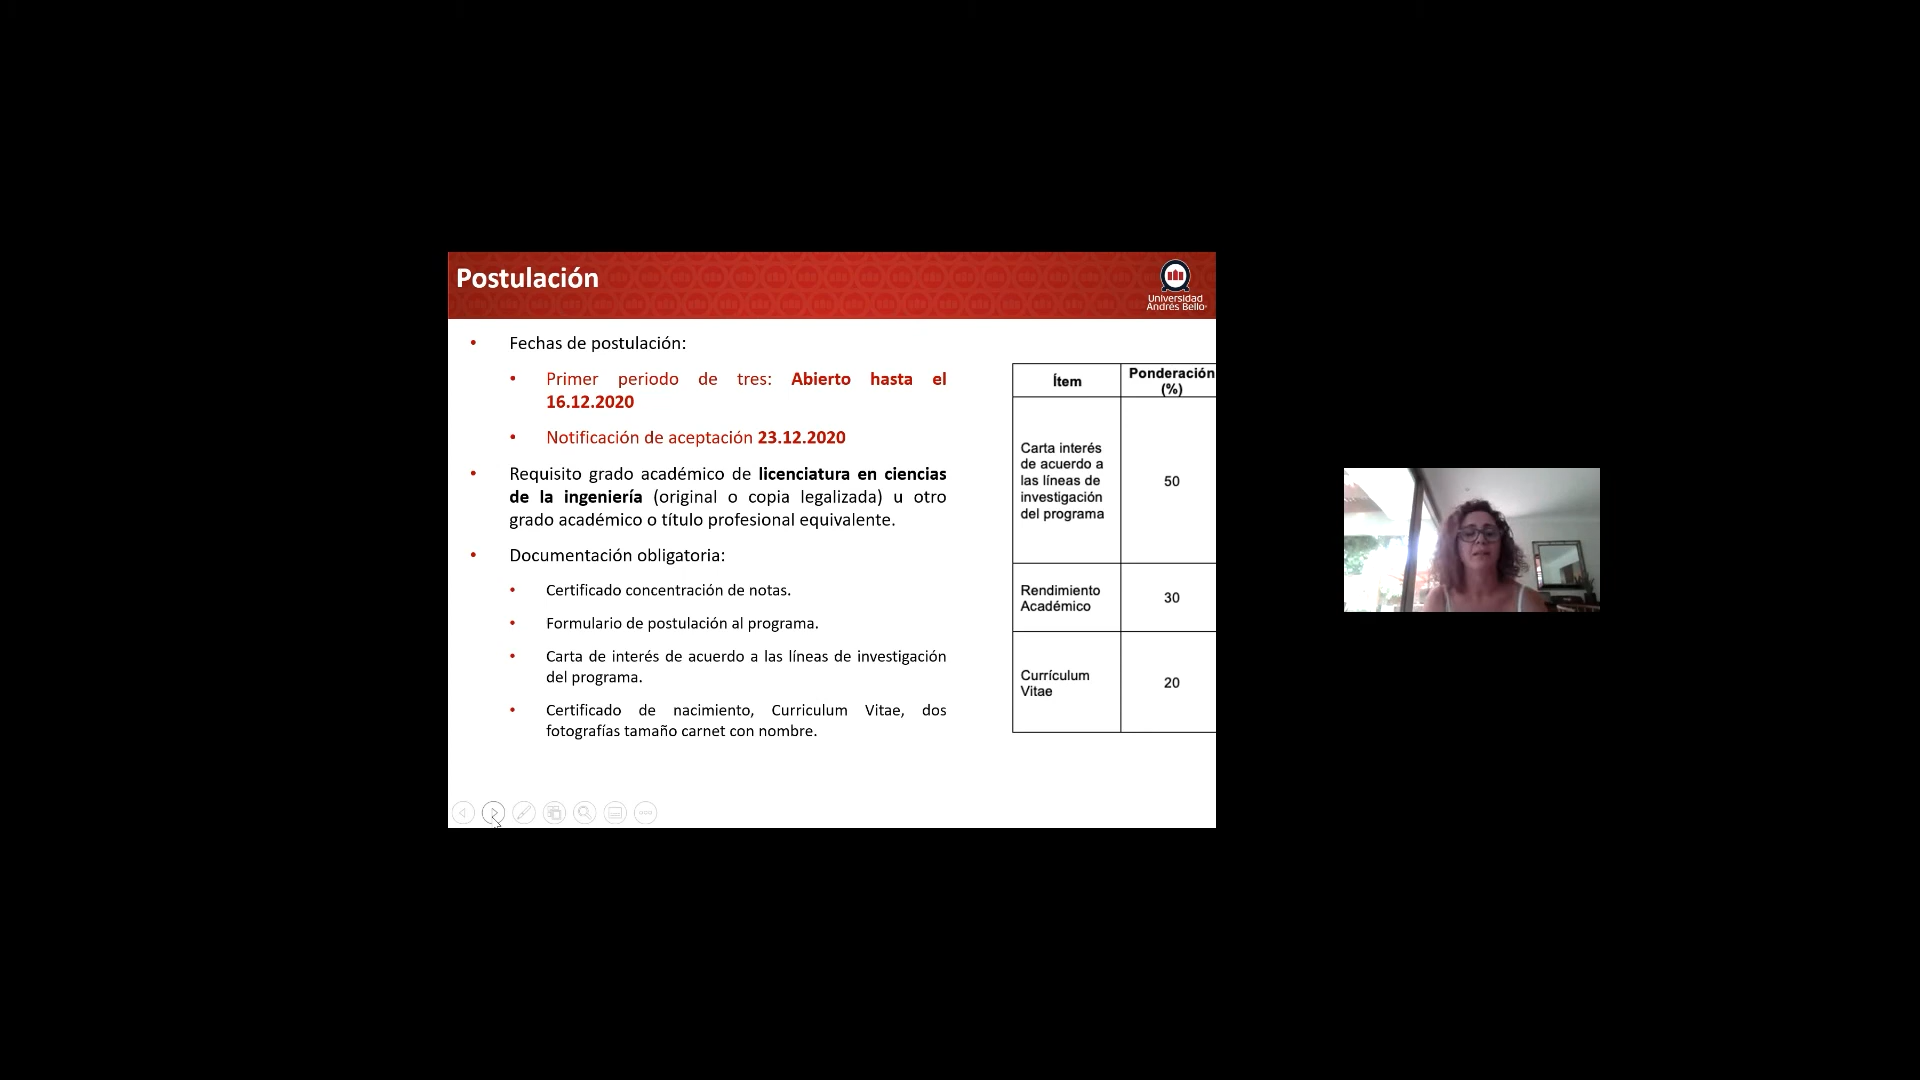 Postulación
Universidad
Andrés Bello
• Fechas de postulación:
• Primer periodo de tres: Abierto hasta el
16.12.2020
• Notificación de aceptación 23.12.2020
• Requisito grado académico de licenciatura en ciencias
de la ingeniería (original o copia legalizada) u otro
grado académico o título profesional equivalente.
• Documentación obligatoria:
• Certificado concentración de notas.
• Formulario de postulación al programa.
• Carta de interés de acuerdo a las líneas de investigación
del programa.
• Certificado de nacimiento, Curriculum Vitae, dos
fotografías tamaño carnet con nombre.
Ítem
Ponderación
(%)
Carta interés
de acuerdo a
las líneas de
investigación
del programa
50
Rendimiento
Académico
30
Currículum
Vitae
20